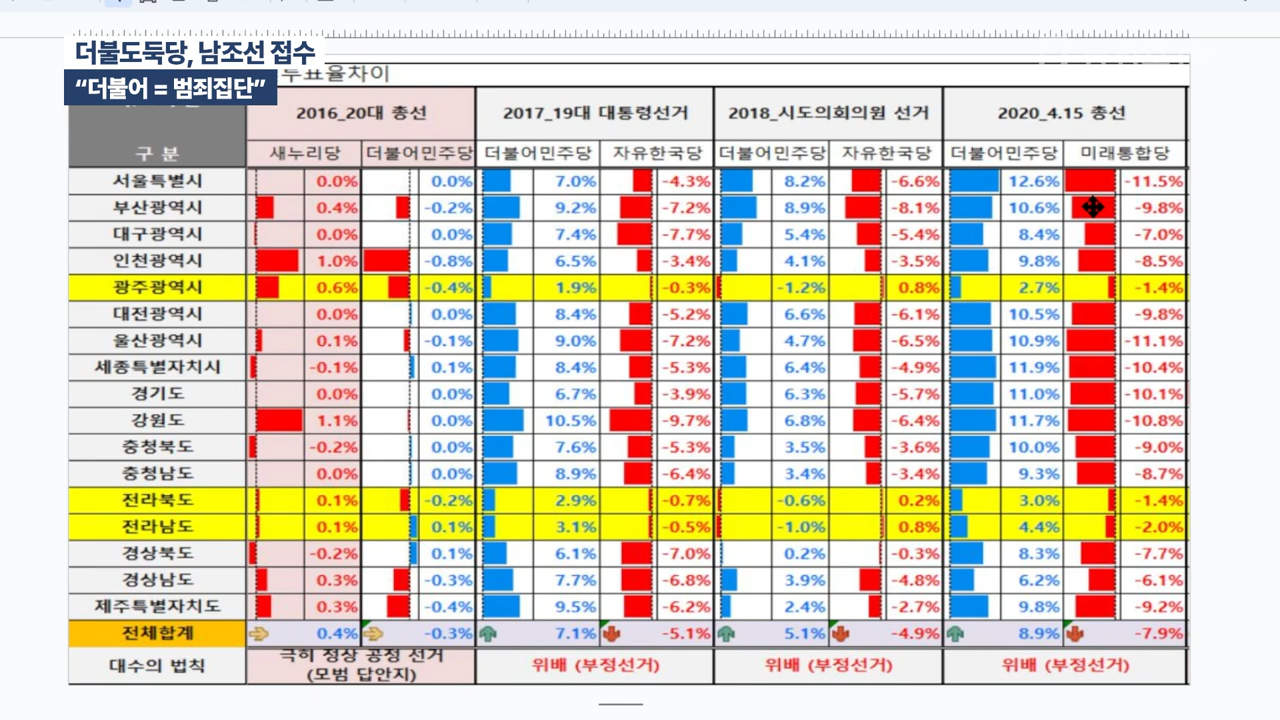 더불도둑당, 남조선 접수
“더불어 = 범죄집단”
투표율차이
2016_20대 총선 2017_19대 대통령선거 2018_시도의회의원 선거 2020_4.15 총선
구 분 새누리당 더불어민주당 더불어민주당 자유한국당 더불어민주당 자유한국당 더불어민주당 미래통합당
서울특별시 0.0% 0.0% 7.0% -4.3% 8.2% -6.6% 12.6% -11.5%
부산광역시 0.4% -0.2% 9.2% -7.2% 8.9% -8.1% 10.6% -9.8%
대구광역시 0.0% 0.0% 7.4% -7.7% 5.4% -5.4% 8.4% -7.0%
인천광역시 1.0% -0.8% 6.5% -3.4% 4.1% -3.5% 9.8% -8.5%
광주광역시 0.6% -0.4% 1.9% -0.3% -1.2% 0.8% 2.7% -1.4%
대전광역시 0.0% 0.0% 8.4% -5.2% 6.6% -6.1% 10.5% -9.8%
울산광역시 0.1% -0.1% 9.0% -7.2% 4.7% -6.5% 10.9% -11.1%
세종특별자치시 -0.1% 0.1% 8.4% -5.3% 6.4% -4.9% 11.9% -10.4%
경기도 0.0% 0.0% 6.7% -3.9% 6.3% -5.7% 11.0% -10.1%
강원도 1.1% 0.0% 10.5% -9.7% 6.8% -6.4% 11.7% -10.8%
충청북도 -0.2% 0.0% 7.6% -5.3% 3.5% -3.6% 10.0% -9.0%
충청남도 0.0% 0.0% 8.9% -6.4% 3.4% -3.4% 9.3% -8.7%
전라북도 0.1% -0.2% 2.9% -0.7% -0.6% 0.2% 3.0% -1.4%
전라남도 0.1% 0.1% 3.1% -0.5% -1.0% 0.8% 4.4% -2.0%
경상북도 -0.2% 0.1% 6.1% -7.0% 0.2% -0.3% 8.3% -7.7%
경상남도 0.3% -0.3% 7.7% -6.8% 3.9% -4.8% 6.2% -6.1%
제주특별자치도 0.3% -0.4% 9.5% -6.2% 2.4% -2.7% 9.8% -9.2%
전체합계 0.4% -0.3% 7.1% -5.1% 5.1% -4.9% 8.9% -7.9%
대수의 법칙 극히 정상 공정 선거 위배 (부정선거) 위배 (부정선거) 위배 (부정선거)
(모범 답안지)